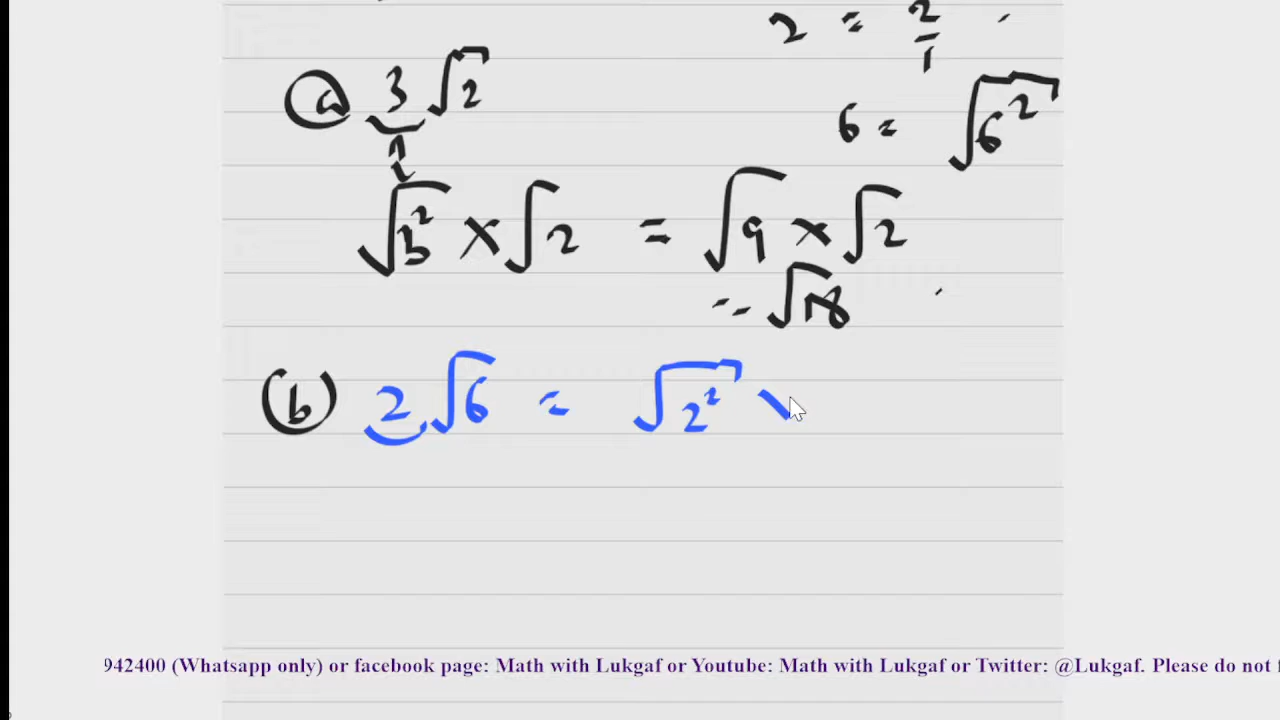 2 = 2/1
ⓐ 3√2
6 = √6²
√3² × √2 = √9 × √2
= √18
(b) 2√6 = √2²
942400 (Whatsapp only) or facebook page: Math with Lukgaf or Youtube: Math with Lukgaf or Twitter: @Lukgaf. Please do not f